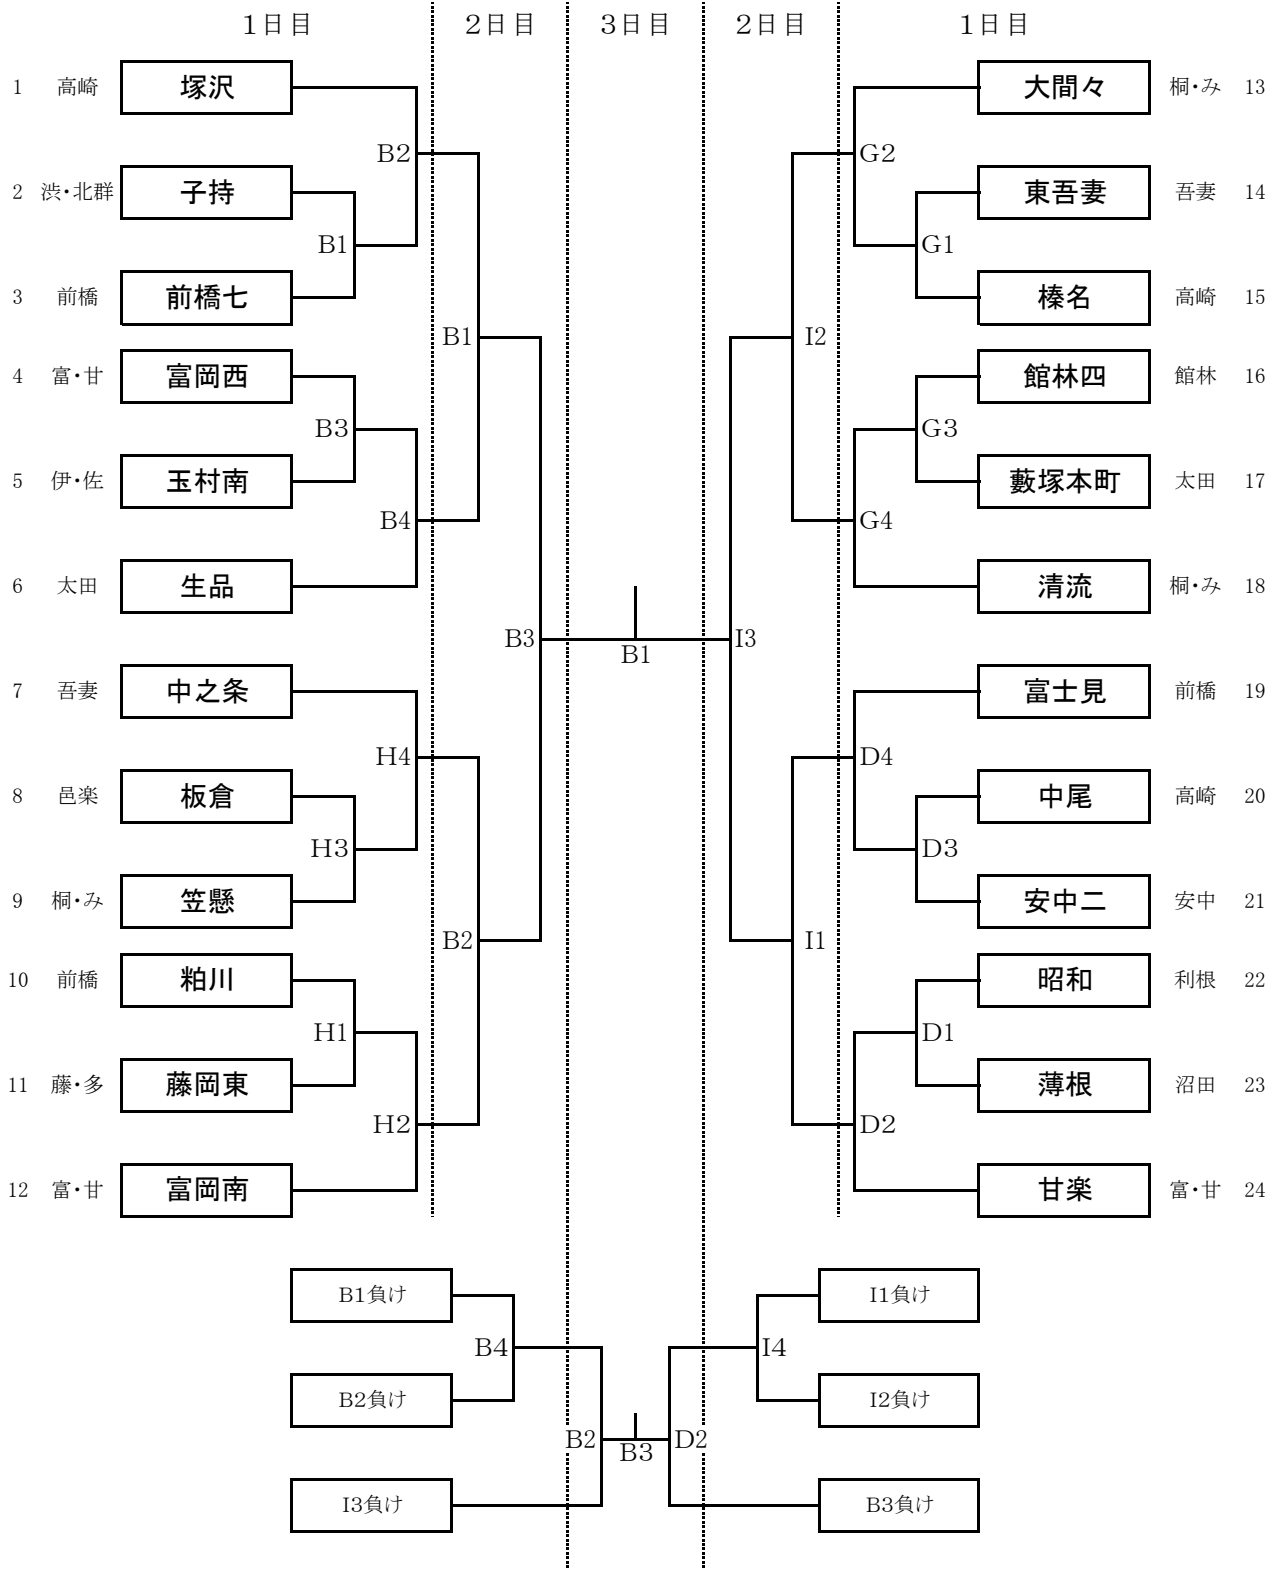 1日目 2日目 3日目 2日目 1日目
1 高崎 塚沢 大間々 桐・み 13
B2 G2
2 渋・北群 子持 東吾妻 吾妻 14
B1 G1
3 前橋 前橋七 榛名 高崎 15
B1 I2
4 富・甘 富岡西 館林四 館林 16
B3 G3
5 伊・佐 玉村南 藪塚本町 太田 17
B4 G4
6 太田 生品 清流 桐・み 18
B3 I3
B1
7 吾妻 中之条 富士見 前橋 19
H4 D4
8 邑楽 板倉 中尾 高崎 20
H3 D3
9 桐・み 笠懸 安中二 安中 21
B2 I1
10 前橋 粕川 昭和 利根 22
H1 D1
11 藤・多 藤岡東 薄根 沼田 23
H2 D2
12 富・甘 富岡南 甘楽 富・甘 24
B1負け I1負け
B4 I4
B2負け I2負け
B2 D2
B3
I3負け B3負け